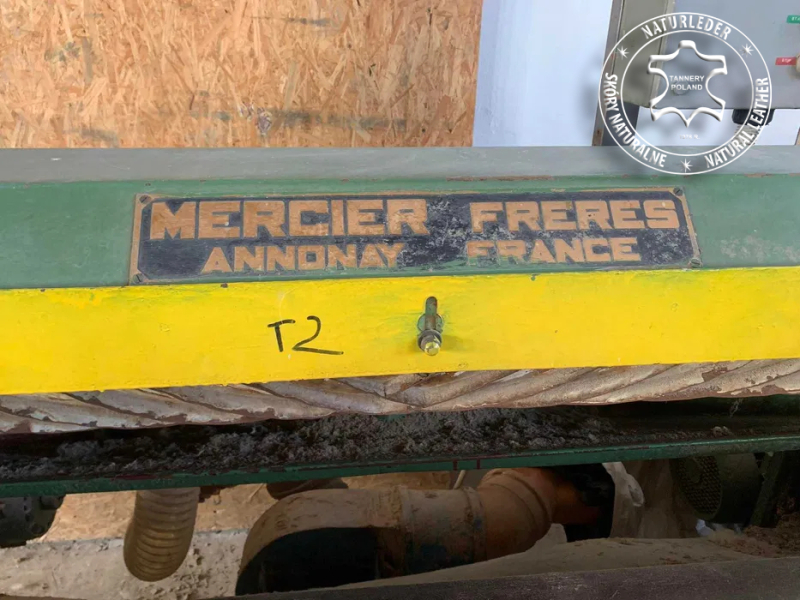 NATURLEDER
TANNERY
POLAND
SKÓRY NATURALNE
NATURAL LEATHER
MERCIER FRERES
ANNONAY FRANCE
T2